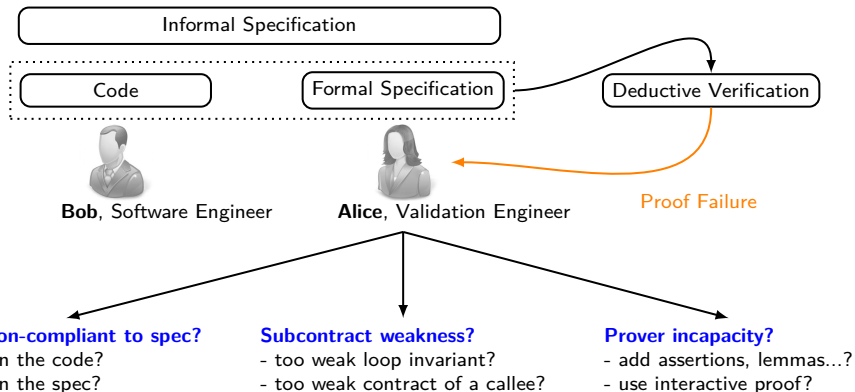 Informal Specification
Code
Formal Specification
Deductive Verification
Bob, Software Engineer
Alice, Validation Engineer
Proof Failure
on-compliant to spec?
n the code?
n the spec?
Subcontract weakness?
- too weak loop invariant?
- too weak contract of a callee?
Prover incapacity?
- add assertions, lemmas...?
- use interactive proof?